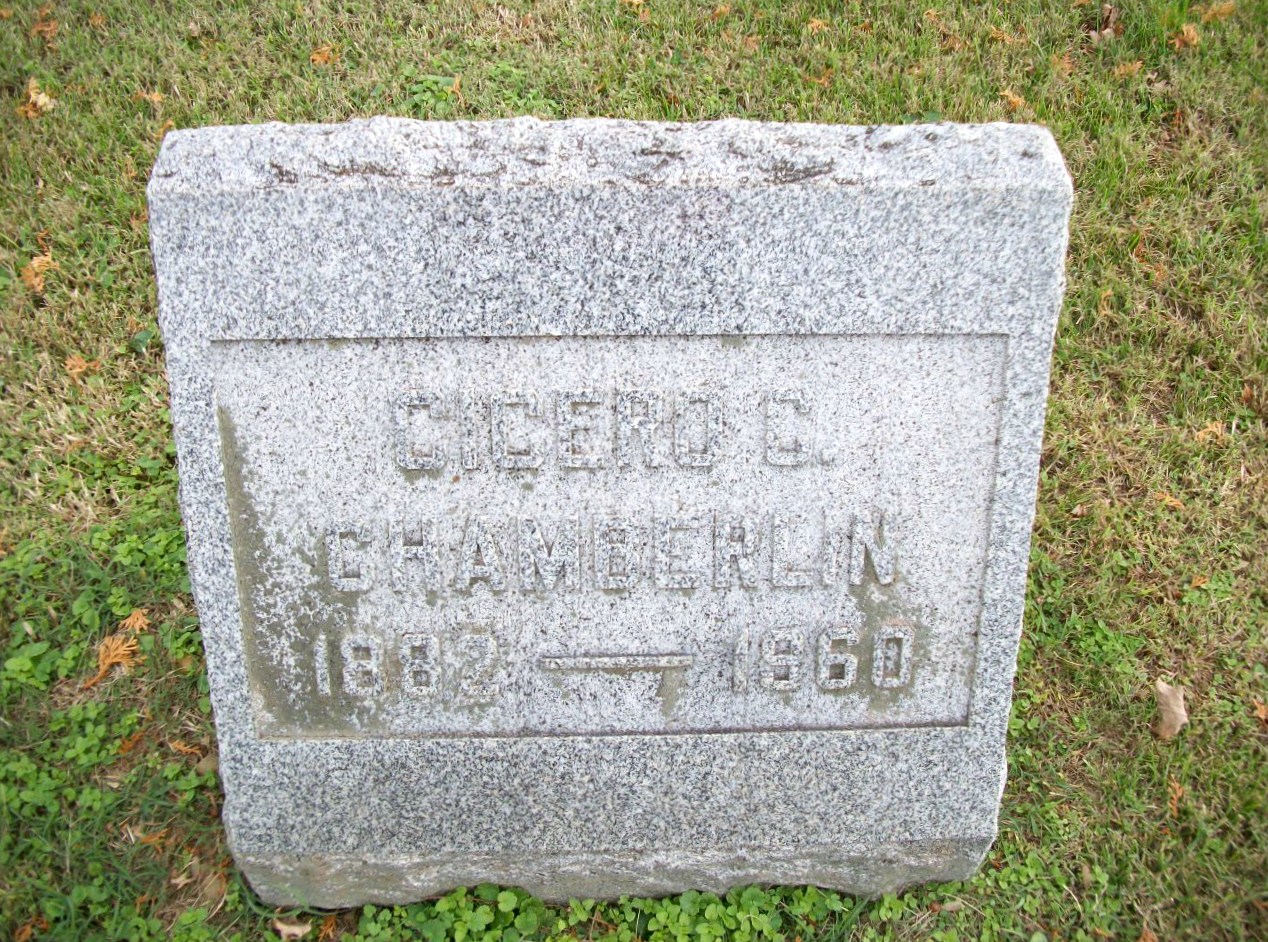 CICERO C.
CHAMBERLIN
1882 — 1960